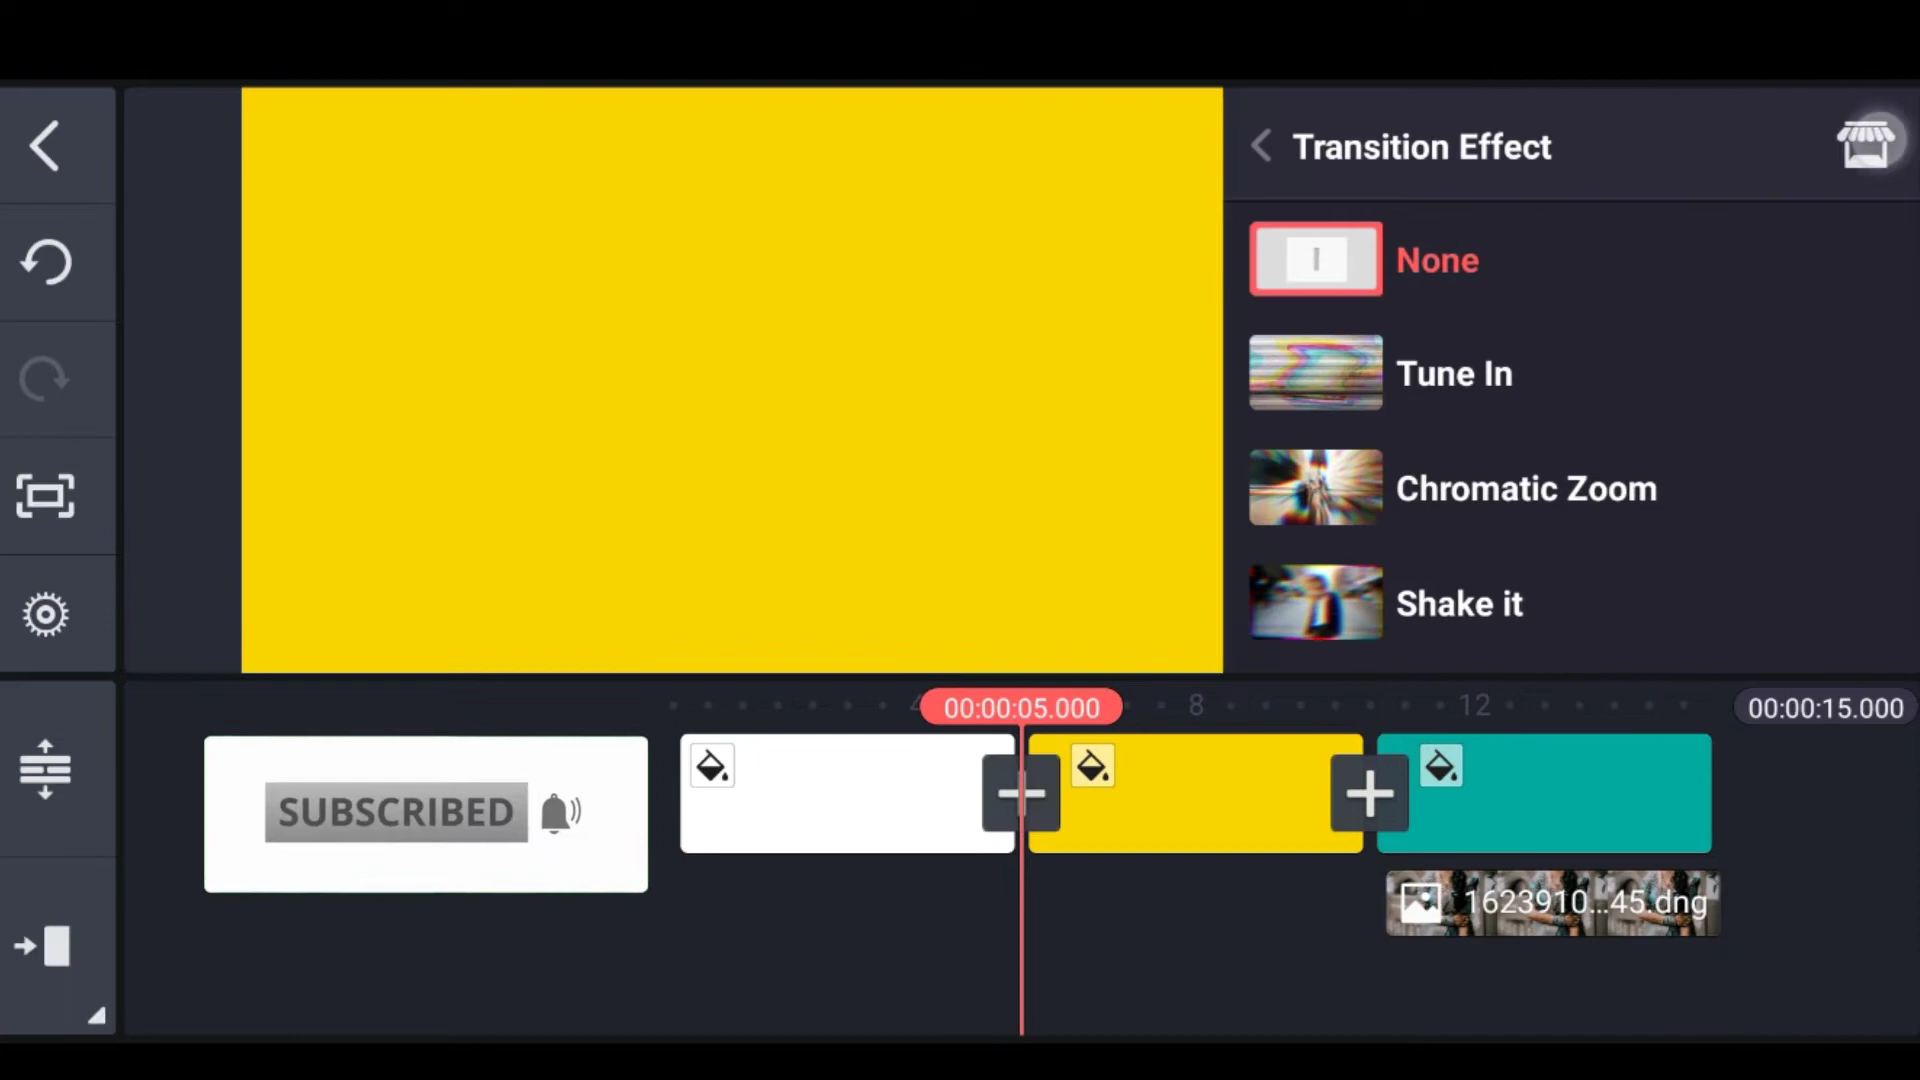 Transition Effect
None
Tune In
Chromatic Zoom
Shake it
4
00:00:05.000
8
12
00:00:15.000
SUBSCRIBED
1623910...45.dng